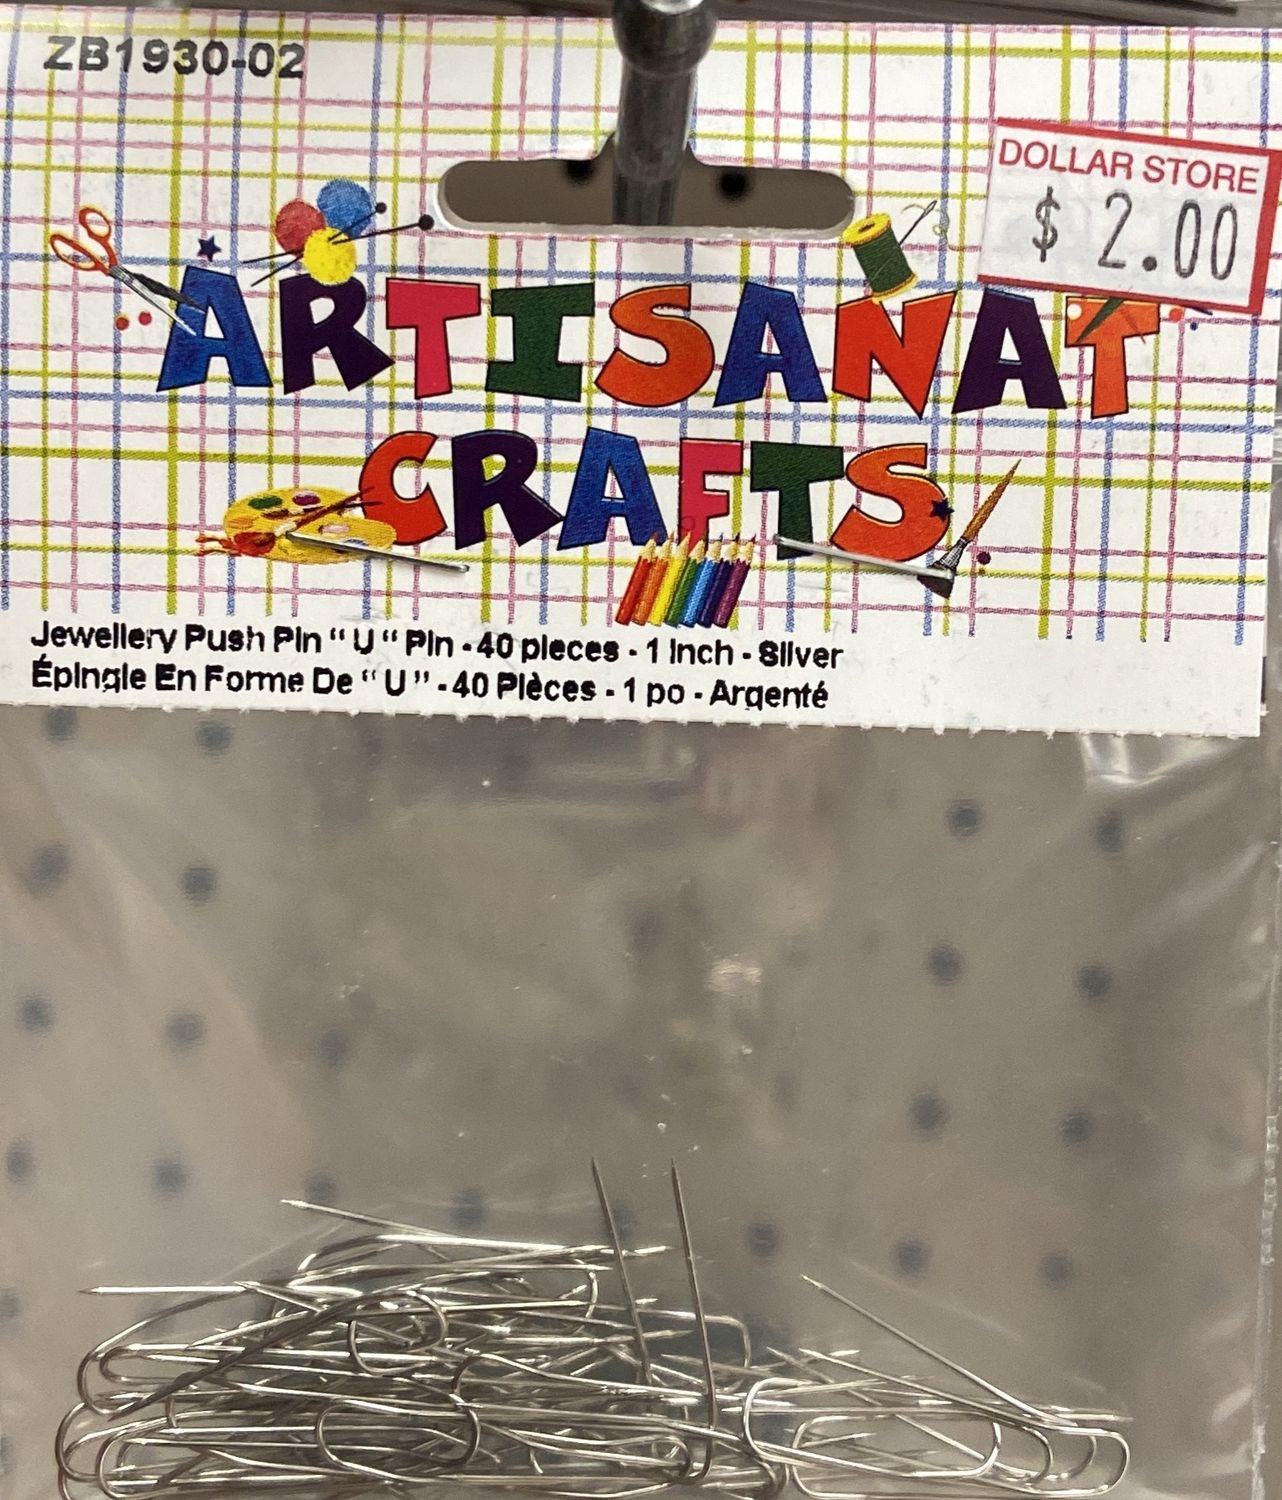 ZB1930-02
DOLLAR STORE
$ 2.00
ARTISANAT
CRAFTS
Jewellery Push Pin “ U “ Pin - 40 pieces - 1 Inch - Silver
Épingle En Forme De “ U ” - 40 Pièces - 1 po - Argenté